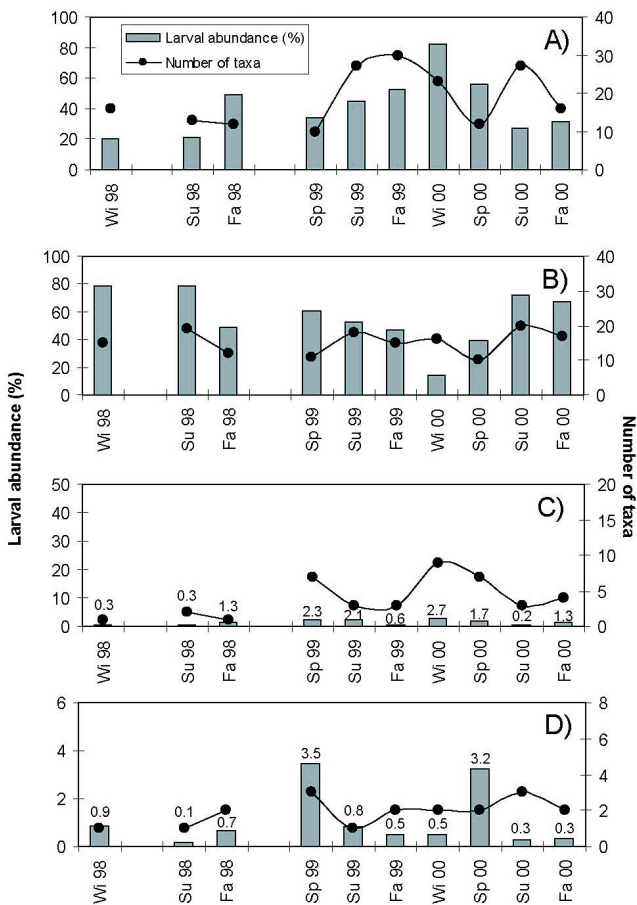 100 40
Larval abundance (%)
Number of taxa
A)
80
60 30
40 20
20 10
0 0
Wi 98 Su 98 Fa 98 Sp 99 Su 99 Fa 99 Wi 00 Sp 00 Su 00 Fa 00
100 40
B)
80 30
60
40 20
20 10
0 0
Wi 98 Su 98 Fa 98 Sp 99 Su 99 Fa 99 Wi 00 Sp 00 Su 00 Fa 00
Larval abundance (%)
Number of taxa
50 20
C)
40 15
30
20 10
10 5
0 0
0.3 0.3 1.3 2.3 2.1 0.6 2.7 1.7 0.2 1.3
Wi 98 Su 98 Fa 98 Sp 99 Su 99 Fa 99 Wi 00 Sp 00 Su 00 Fa 00
6 8
D)
4 6
2 4
2
0 0
0.9 0.1 0.7 3.5 0.8 0.5 0.5 3.2 0.3 0.3
Wi 98 Su 98 Fa 98 Sp 99 Su 99 Fa 99 Wi 00 Sp 00 Su 00 Fa 00